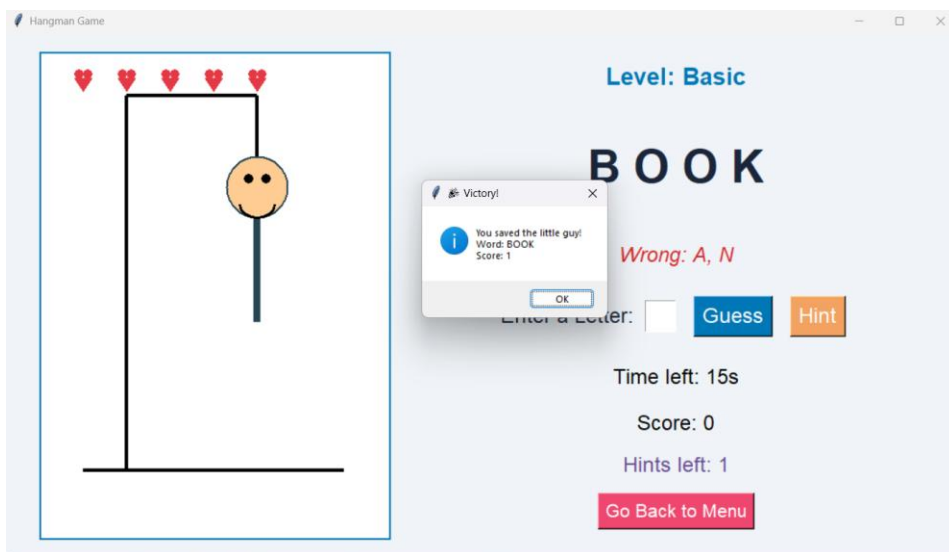 Hangman Game
Level: Basic
B O O K
Victory!
You saved the little guy!
Word: BOOK
Score: 1
OK
Wrong: A, N
Enter a Letter:
Guess
Hint
Time left: 15s
Score: 0
Hints left: 1
Go Back to Menu